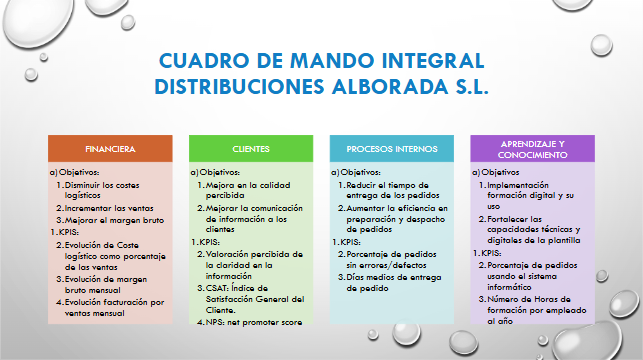 CUADRO DE MANDO INTEGRAL
DISTRIBUCIONES ALBORADA S.L.
FINANCIERA
a) Objetivos:
1. Disminuir los costes
logísticos
2. Incrementar las ventas
3. Mejorar el margen bruto
1. KPIS:
2. Evolución de Coste
logístico como porcentaje
de las ventas
3. Evolución de margen
bruto mensual
4. Evolución facturación por
ventas mensual
CLIENTES
a) Objetivos:
1. Mejora en la calidad
percibida
2. Mejorar la comunicación
de información a los
clientes
1. KPIS:
2. Valoración percibida de
la claridad en la
información
3. CSAT: Índice de
Satisfacción General del
Cliente.
4. NPS: net promoter score
PROCESOS INTERNOS
a) Objetivos:
1. Reducir el tiempo de
entrega de los pedidos
2. Aumentar la eficiencia en
preparación y despacho
de pedidos
1. KPIS:
2. Porcentaje de pedidos
sin errores/defectos
3. Días medios de entrega
de pedido
APRENDIZAJE Y
CONOCIMIENTO
a) Objetivos
1. Implementación
formación digital y su
uso
2. Fortalecer las
capacidades técnicas y
digitales de la plantilla
1. KPIS:
2. Porcentaje de pedidos
usando el sistema
informático
3. Número de Horas de
formación por empleado
al año